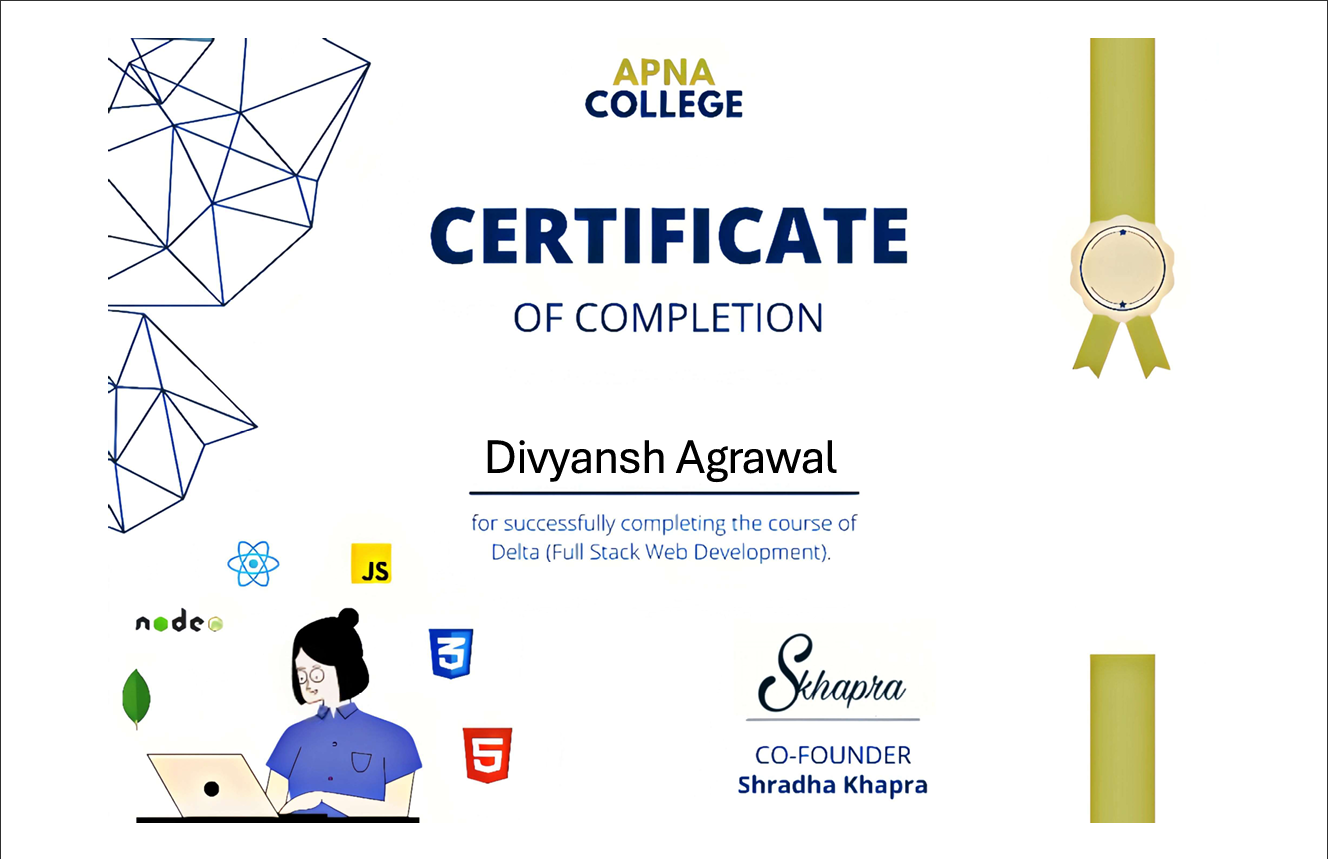 APNA
COLLEGE
CERTIFICATE
OF COMPLETION
Divyansh Agrawal
for successfully completing the course of
Delta (Full Stack Web Development).
JS
node
3
5
Skhapra
CO-FOUNDER
Shradha Khapra